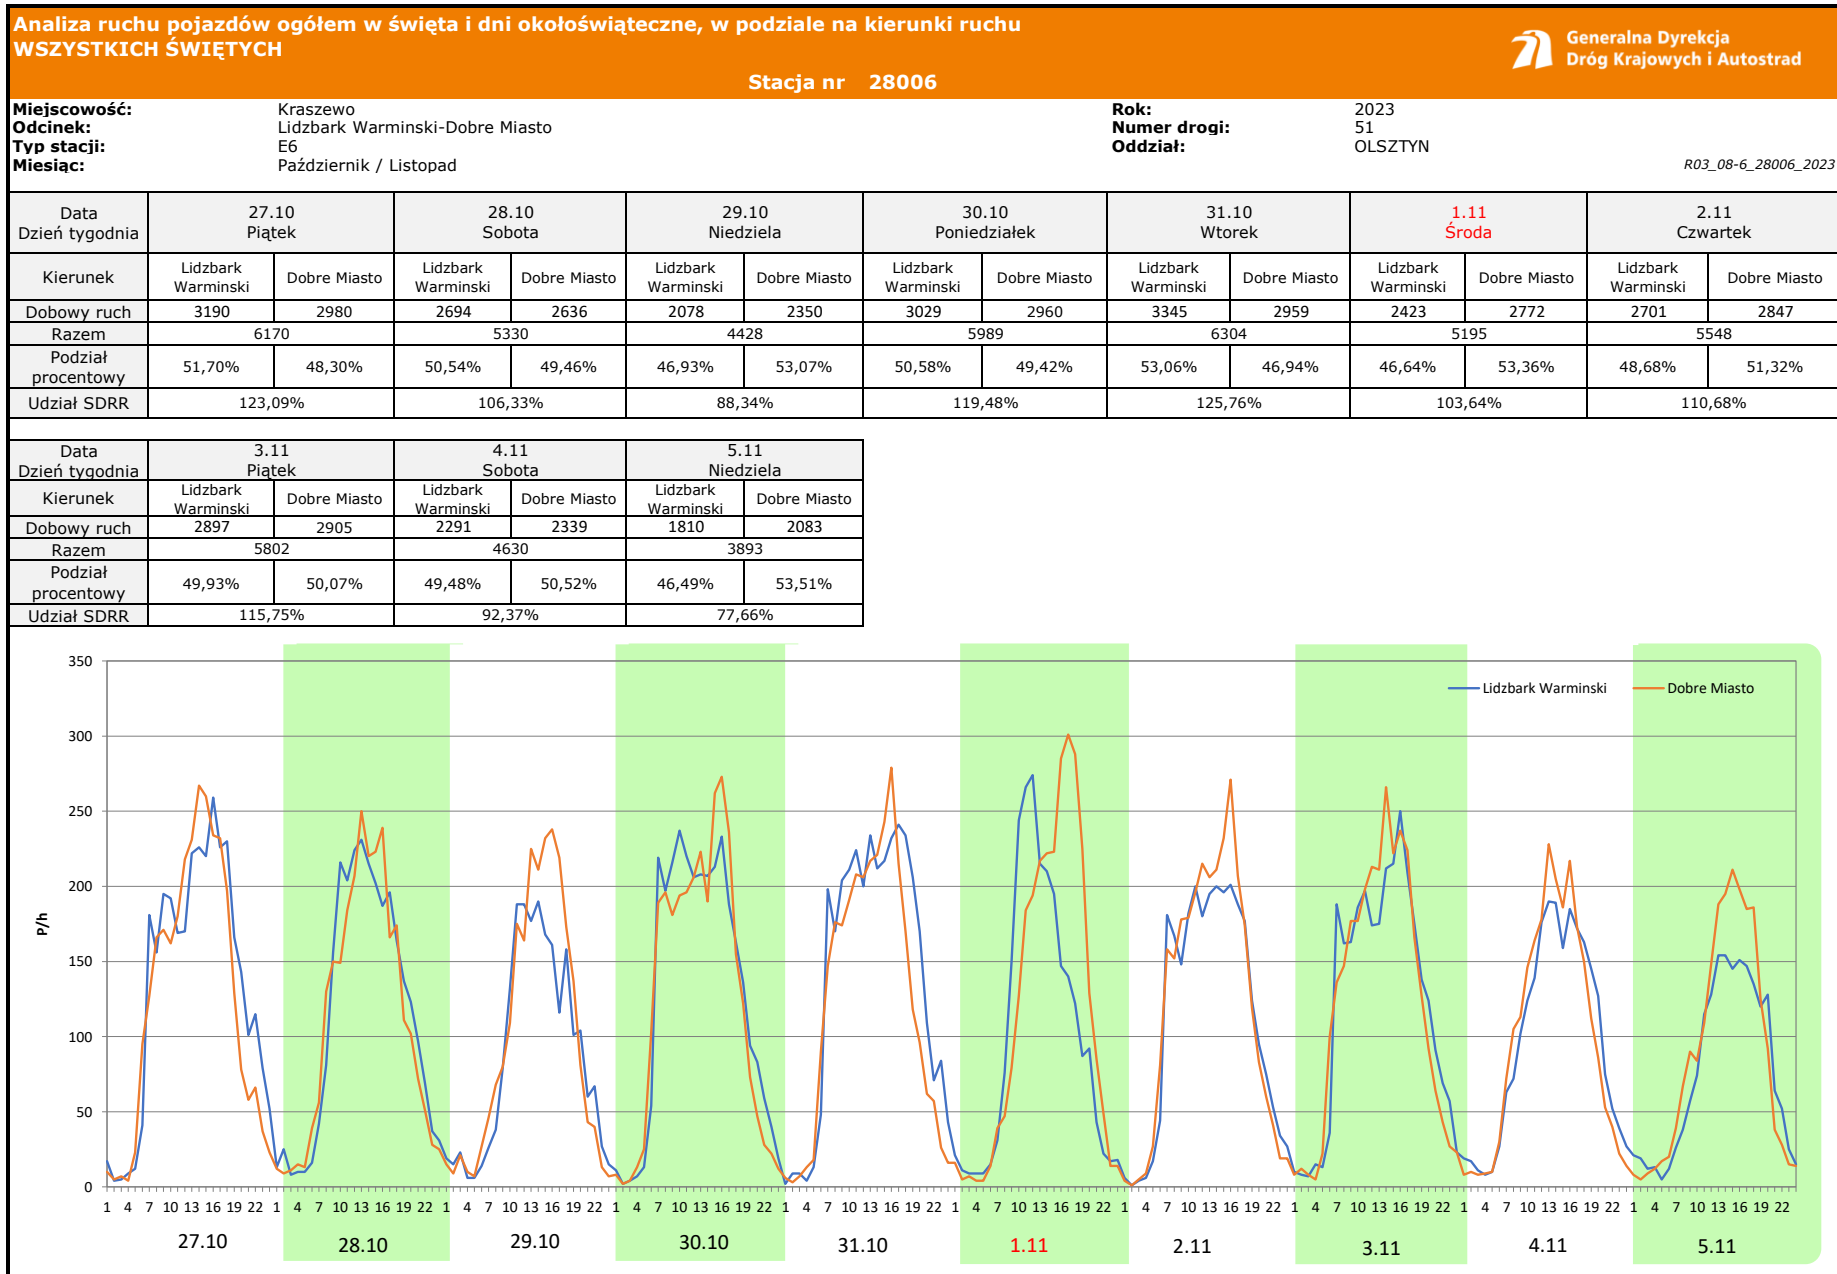 Analiza ruchu pojazdów ogółem w święta i dni okołoświąteczne, w podziale na kierunki ruchu
WSZYSTKICH ŚWIĘTYCH
Generalna Dyrekcja
Dróg Krajowych i Autostrad
Stacja nr 28006
Miejscowość: Kraszewo Rok: 2023
Odcinek: Lidzbark Warminski-Dobre Miasto Numer drogi: 51
Typ stacji: E6 Oddział: OLSZTYN
Miesiąc: Październik / Listopad R03_08-6_28006_2023
Data 27.10 28.10 29.10 30.10 31.10 1.11 2.11
Dzień tygodnia Piątek Sobota Niedziela Poniedziałek Wtorek Środa Czwartek
Kierunek Lidzbark Warminski Dobre Miasto Lidzbark Warminski Dobre Miasto Lidzbark Warminski Dobre Miasto Lidzbark Warminski Dobre Miasto Lidzbark Warminski Dobre Miasto Lidzbark Warminski Dobre Miasto Lidzbark Warminski Dobre Miasto
Dobowy ruch 3190 2980 2694 2636 2078 2350 3029 2960 3345 2959 2423 2772 2701 2847
Razem 6170 5330 4428 5989 6304 5195 5548
Podział procentowy 51,70% 48,30% 50,54% 49,46% 46,93% 53,07% 50,58% 49,42% 53,06% 46,94% 46,64% 53,36% 48,68% 51,32%
Udział SDRR 123,09% 106,33% 88,34% 119,48% 125,76% 103,64% 110,68%
Data 3.11 4.11 5.11
Dzień tygodnia Piątek Sobota Niedziela
Kierunek Lidzbark Warminski Dobre Miasto Lidzbark Warminski Dobre Miasto Lidzbark Warminski Dobre Miasto
Dobowy ruch 2897 2905 2291 2339 1810 2083
Razem 5802 4630 3893
Podział procentowy 49,93% 50,07% 49,48% 50,52% 46,49% 53,51%
Udział SDRR 115,75% 92,37% 77,66%
350
Lidzbark Warminski Dobre Miasto
300
250
200
P/h
150
100
50
0
1 4 7 10 13 16 19 22 1 4 7 10 13 16 19 22 1 4 7 10 13 16 19 22 1 4 7 10 13 16 19 22 1 4 7 10 13 16 19 22 1 4 7 10 13 16 19 22 1 4 7 10 13 16 19 22 1 4 7 10 13 16 19 22 1 4 7 10 13 16 19 22 1 4 7 10 13 16 19 22
27.10 28.10 29.10 30.10 31.10 1.11 2.11 3.11 4.11 5.11